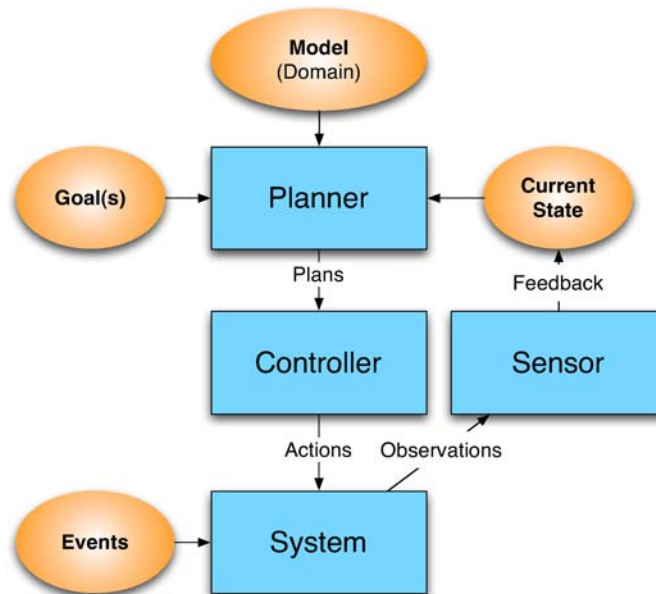 Model
(Domain)
Goal(s)
Planner
Current
State
Plans
Feedback
Controller
Sensor
Actions
Observations
Events
System